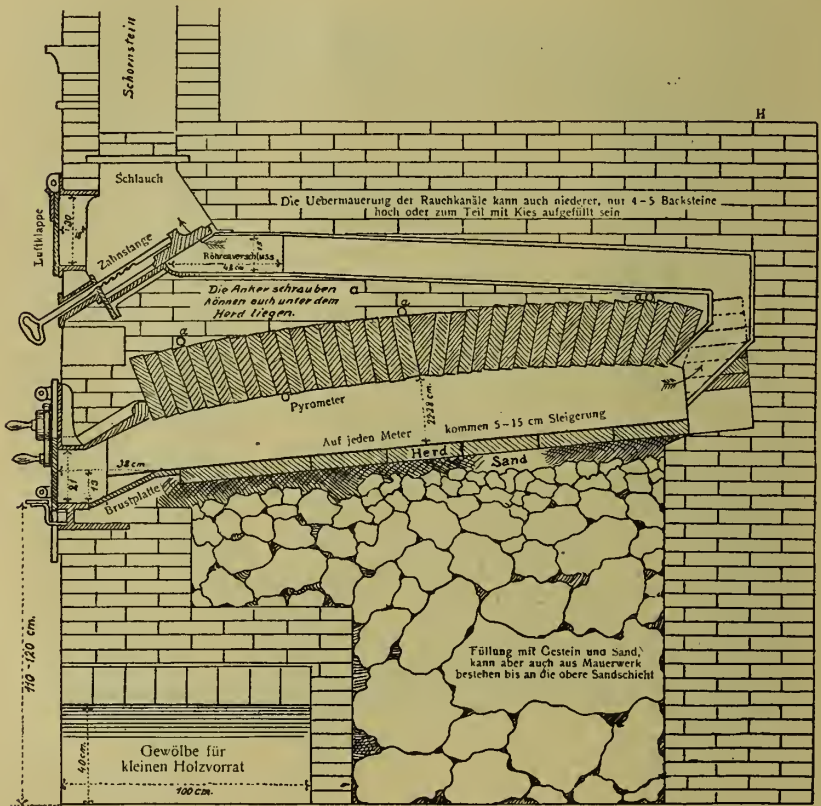 Schornstein
H
Schlauch
Die Uebermauerung der Rauchkanäle kann auch niederer, nur 4-5 Backsteine
hoch oder zum Teil mit Kies aufgefüllt sein
Luftklappe
Zahnstange
Röhrenverschluss
48 cm
Die Anker schrauben a
können auch unter dem
Herd liegen.
a
a
a
Pyrometer
22-28 cm.
Auf jeden Meter kommen 5-15 cm Steigerung
Herd
Sand
38 cm
21
15
Brustplatte
110-120 cm.
Füllung mit Gestein und Sand,
kann aber auch aus Mauerwerk
bestehen bis an die obere Sandschicht
Gewölbe für
kleinen Holzvorrat
40 cm.
100 cm.